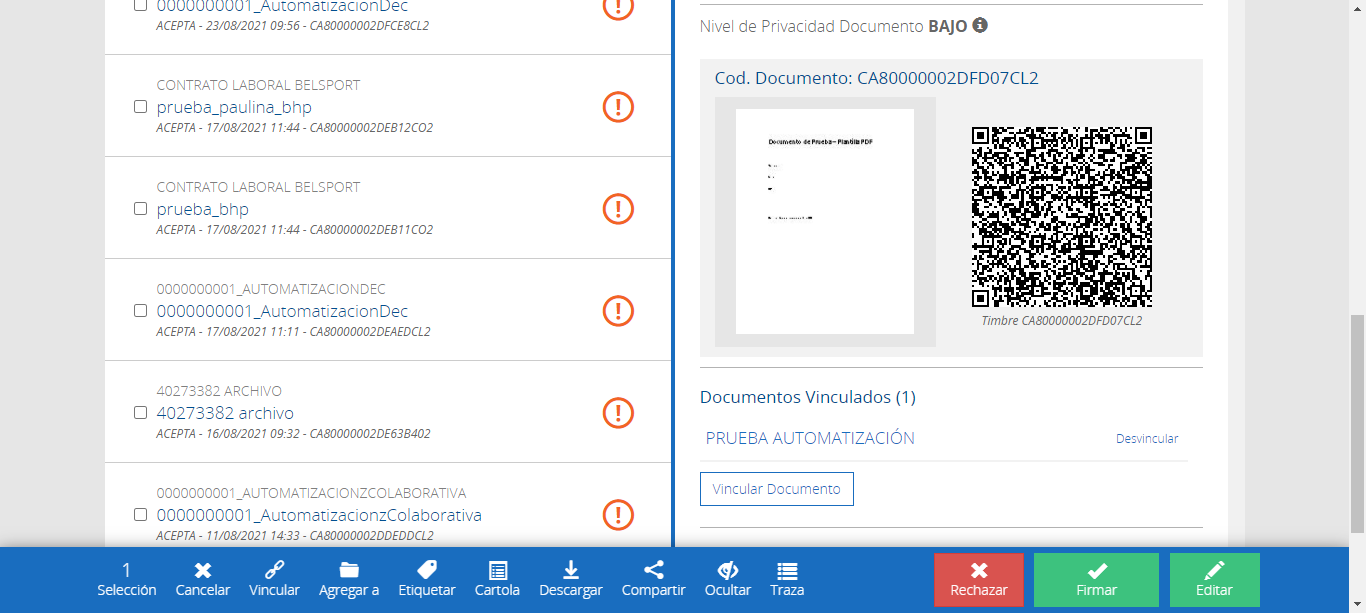 0000000001_AutomatizacionDec
ACEPTA - 23/08/2021 09:56 - CA80000002DFCE8CL2
CONTRATO LABORAL BELSPORT
prueba_paulina_bhp
ACEPTA - 17/08/2021 11:44 - CA80000002DEB12CO2
CONTRATO LABORAL BELSPORT
prueba_bhp
ACEPTA - 17/08/2021 11:44 - CA80000002DEB11CO2
0000000001_AUTOMATIZACIONDEC
0000000001_AutomatizacionDec
ACEPTA - 17/08/2021 11:11 - CA80000002DEAEDCL2
40273382 ARCHIVO
40273382 archivo
ACEPTA - 16/08/2021 09:32 - CA80000002DE63B402
0000000001_AUTOMATIZACIONZCOLABORATIVA
0000000001_AutomatizacionzColaborativa
ACEPTA - 11/08/2021 14:33 - CA80000002DDEDDCL2
Nivel de Privacidad Documento BAJO
Cod. Documento: CA80000002DFD07CL2
Documento de Prueba – Plantilla PDF
Timbre CA80000002DFD07CL2
Documentos Vinculados (1)
PRUEBA AUTOMATIZACIÓN
Desvincular
Vincular Documento
1
Selección
Cancelar
Vincular
Agregar a
Etiquetar
Cartola
Descargar
Compartir
Ocultar
Traza
Rechazar
Firmar
Editar